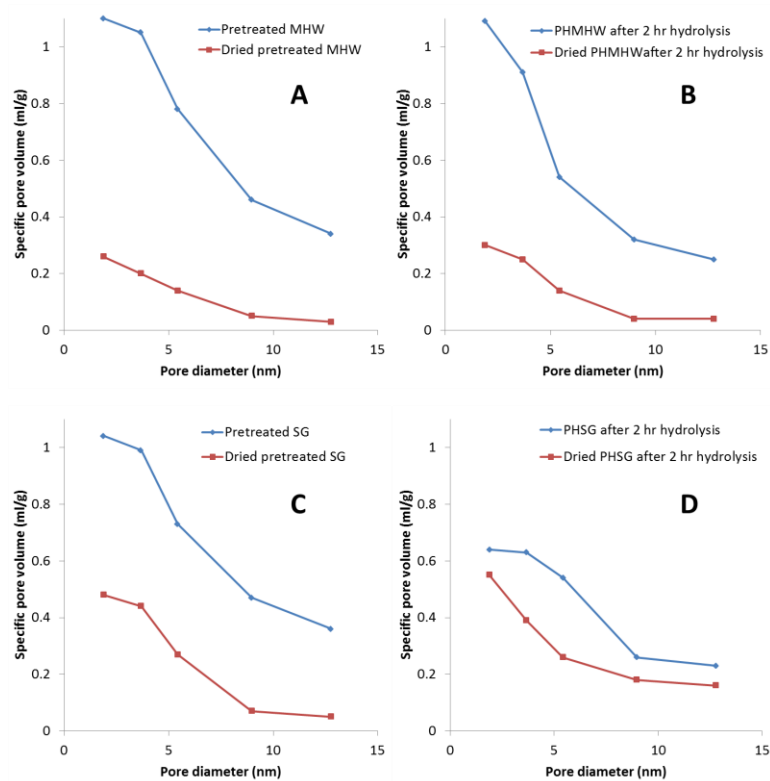 Pretreated MHW
Dried pretreated MHW
A
Specific pore volume (ml/g)
1
0.8
0.6
0.4
0.2
0
0
5
10
15
Pore diameter (nm)
PHMHW after 2 hr hydrolysis
Dried PHMHWafter 2 hr hydrolysis
B
Specific pore volume (ml/g)
1
0.8
0.6
0.4
0.2
0
0
5
10
15
Pore diameter (nm)
Pretreated SG
Dried pretreated SG
C
Specific pore volume (ml/g)
1
0.8
0.6
0.4
0.2
0
0
5
10
15
Pore diameter (nm)
PHSG after 2 hr hydrolysis
Dried PHSG after 2 hr hydrolysis
D
Specific pore volume (ml/g)
1
0.8
0.6
0.4
0.2
0
0
5
10
15
Pore diameter (nm)